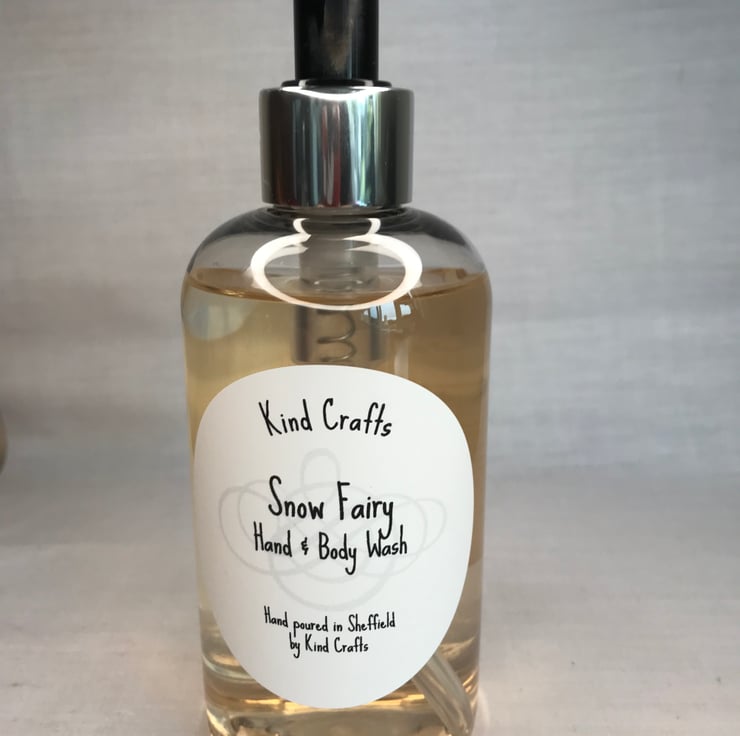 Kind Crafts
Snow Fairy
Hand & Body Wash
Hand poured in Sheffield
by Kind Crafts